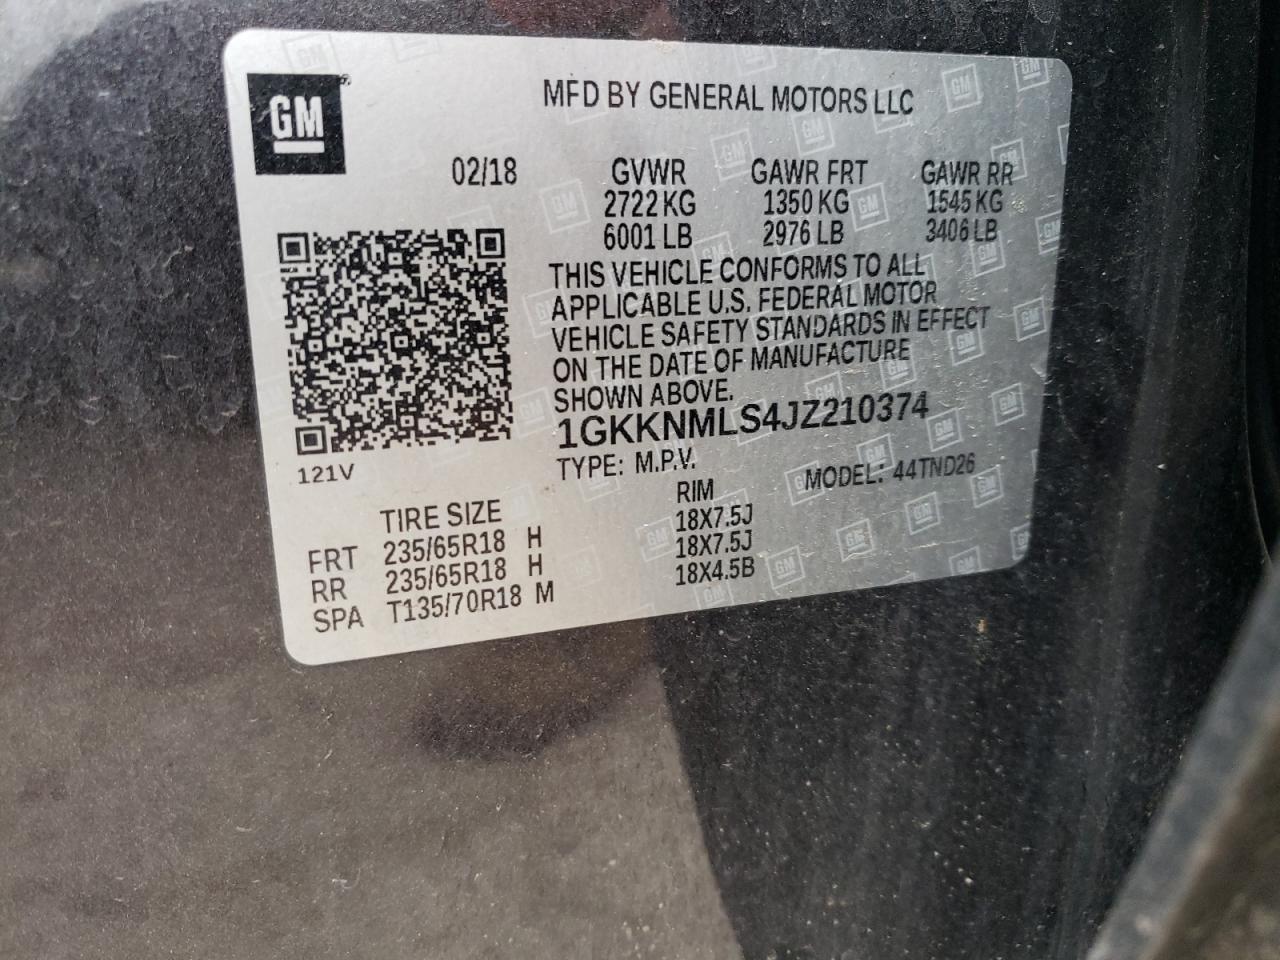 GM
MFD BY GENERAL MOTORS LLC
02/18
GVWR GAWR FRT GAWR RR
2722 KG 1350 KG 1545 KG
6001 LB 2976 LB 3406 LB
THIS VEHICLE CONFORMS TO ALL
APPLICABLE U.S. FEDERAL MOTOR
VEHICLE SAFETY STANDARDS IN EFFECT
ON THE DATE OF MANUFACTURE
SHOWN ABOVE.
1GKKNMLS4JZ210374
TYPE: M.P.V. MODEL: 44TND26
121V
TIRE SIZE RIM
FRT 235/65R18 H 18X7.5J
RR 235/65R18 H 18X7.5J
SPA T135/70R18 M 18X4.5B